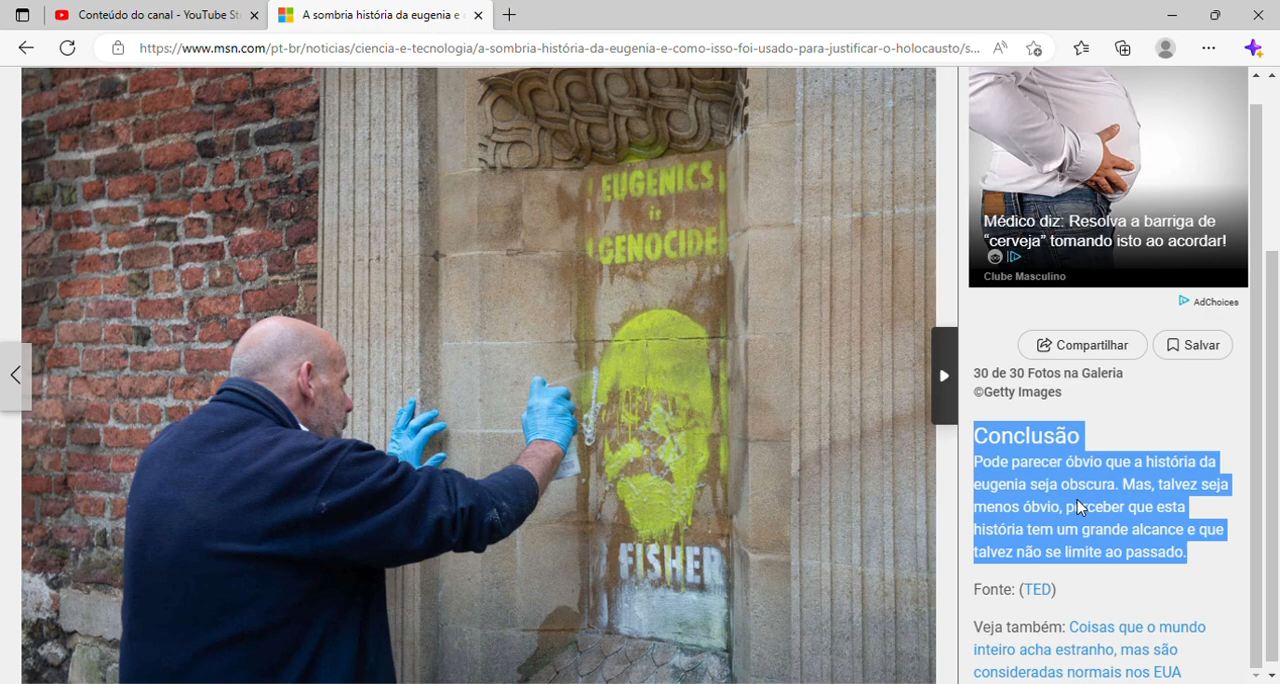 Conteúdo do canal - YouTube St
A sombria história da eugenia e
https://www.msn.com/pt-br/noticias/ciencia-e-tecnologia/a-sombria-história-da-eugenia-e-como-isso-foi-usado-para-justificar-o-holocausto/s...
EUGENICS
is
GENOCIDE
FISHER
Médico diz: Resolva a barriga de
“cerveja” tomando isto ao acordar!
Clube Masculino
AdChoices
Compartilhar
Salvar
30 de 30 Fotos na Galeria
©Getty Images
Conclusão
Pode parecer óbvio que a história da
eugenia seja obscura. Mas, talvez seja
menos óbvio, perceber que esta
história tem um grande alcance e que
talvez não se limite ao passado.
Fonte: (TED)
Veja também: Coisas que o mundo
inteiro acha estranho, mas são
consideradas normais nos EUA